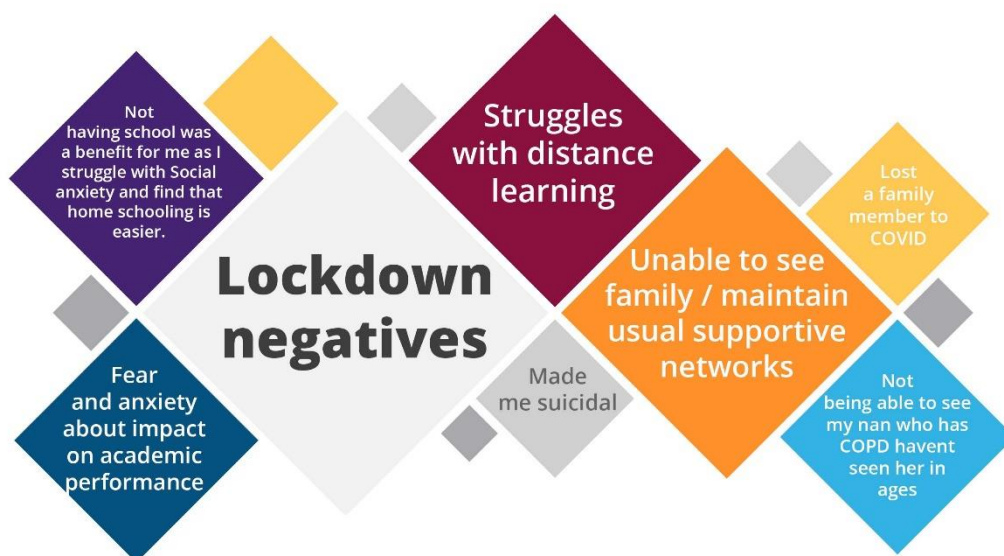 Not
having school was
a benefit for me as I
struggle with Social
anxiety and find that
home schooling is
easier.
Struggles
with distance
learning
Lost
a family
member to
COVID
Lockdown
negatives
Unable to see
family / maintain
usual supportive
networks
Fear
and anxiety
about impact
on academic
performance
Made
me suicidal
Not
being able to see
my nan who has
COPD havent
seen her in
ages